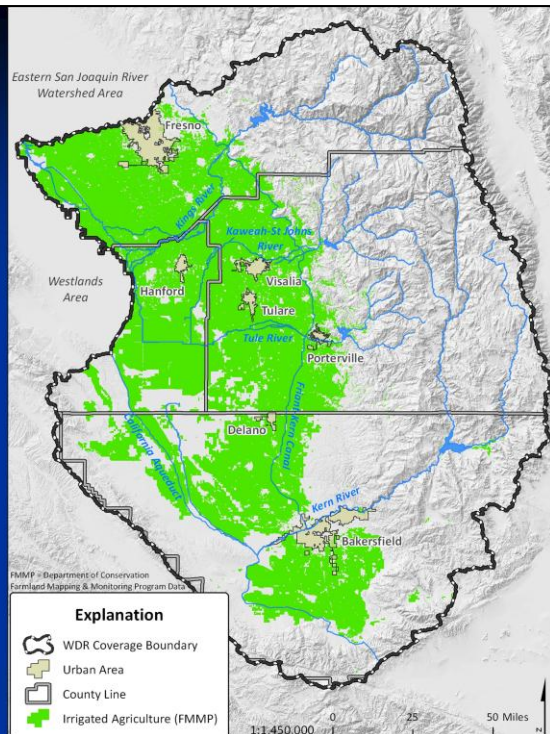 Eastern San Joaquin River
Watershed Area
Fresno
Kings River
Kaweah-St Johns
River
Westlands
Area
Hanford
Visalia
Tulare
Tule River
Porterville
Friant-Kern Canal
Delano
California Aqueduct
Kern River
Bakersfield
FMMP - Department of Conservation
Farmland Mapping & Monitoring Program Data
Explanation
WDR Coverage Boundary
Urban Area
County Line
Irrigated Agriculture (FMMP)
0 25 50 Miles
1:1,450,000